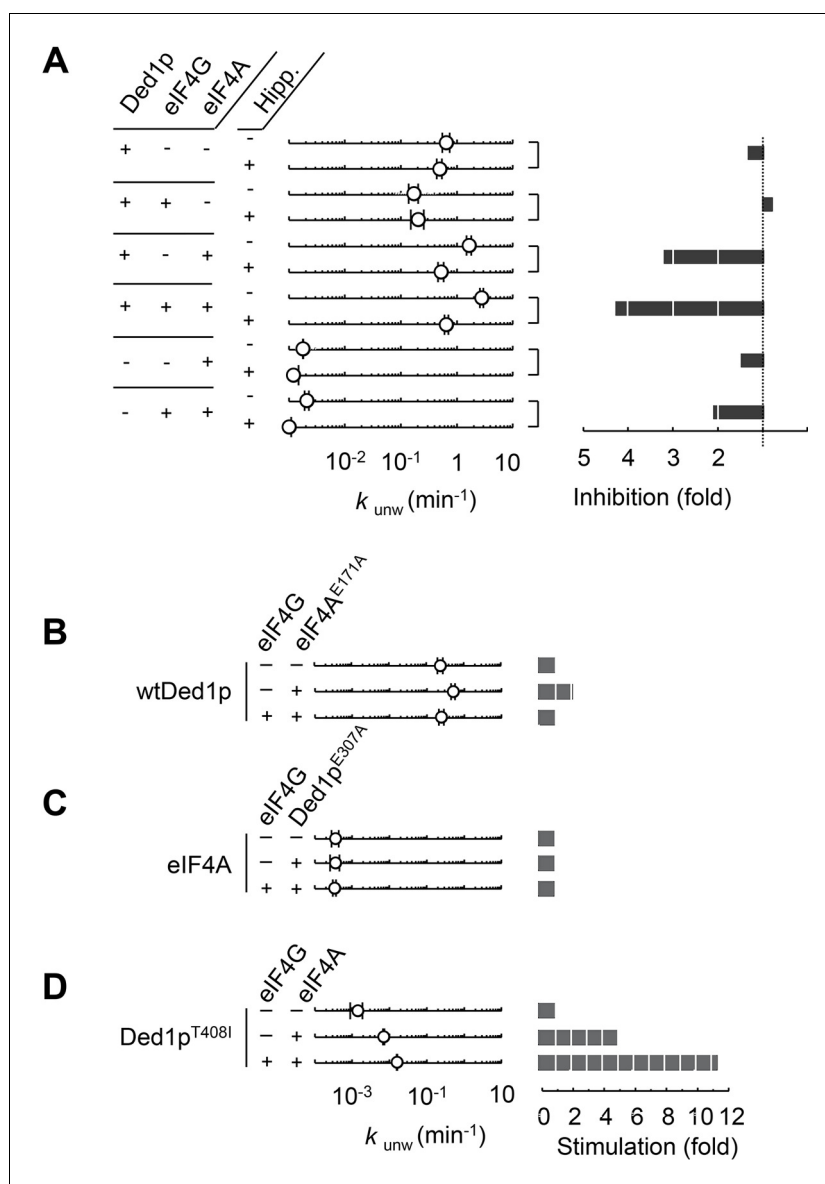 A
Ded1p eIF4G eIF4A Hipp.
+ - - -
+
+ + - -
+
+ - + -
+
+ + + -
+
- - + -
+
- + + -
+
10-2 10-1 1 10
k unw (min-1)
5 4 3 2
Inhibition (fold)
B
eIF4G eIF4AE171A
wtDed1p
– –
– +
+ +
C
eIF4G Ded1pE307A
eIF4A
– –
– +
+ +
D
eIF4G eIF4A
Ded1pT408I
– –
– +
+ +
10-3 10-1 10
k unw (min-1)
0 2 4 6 8 10 12
Stimulation (fold)